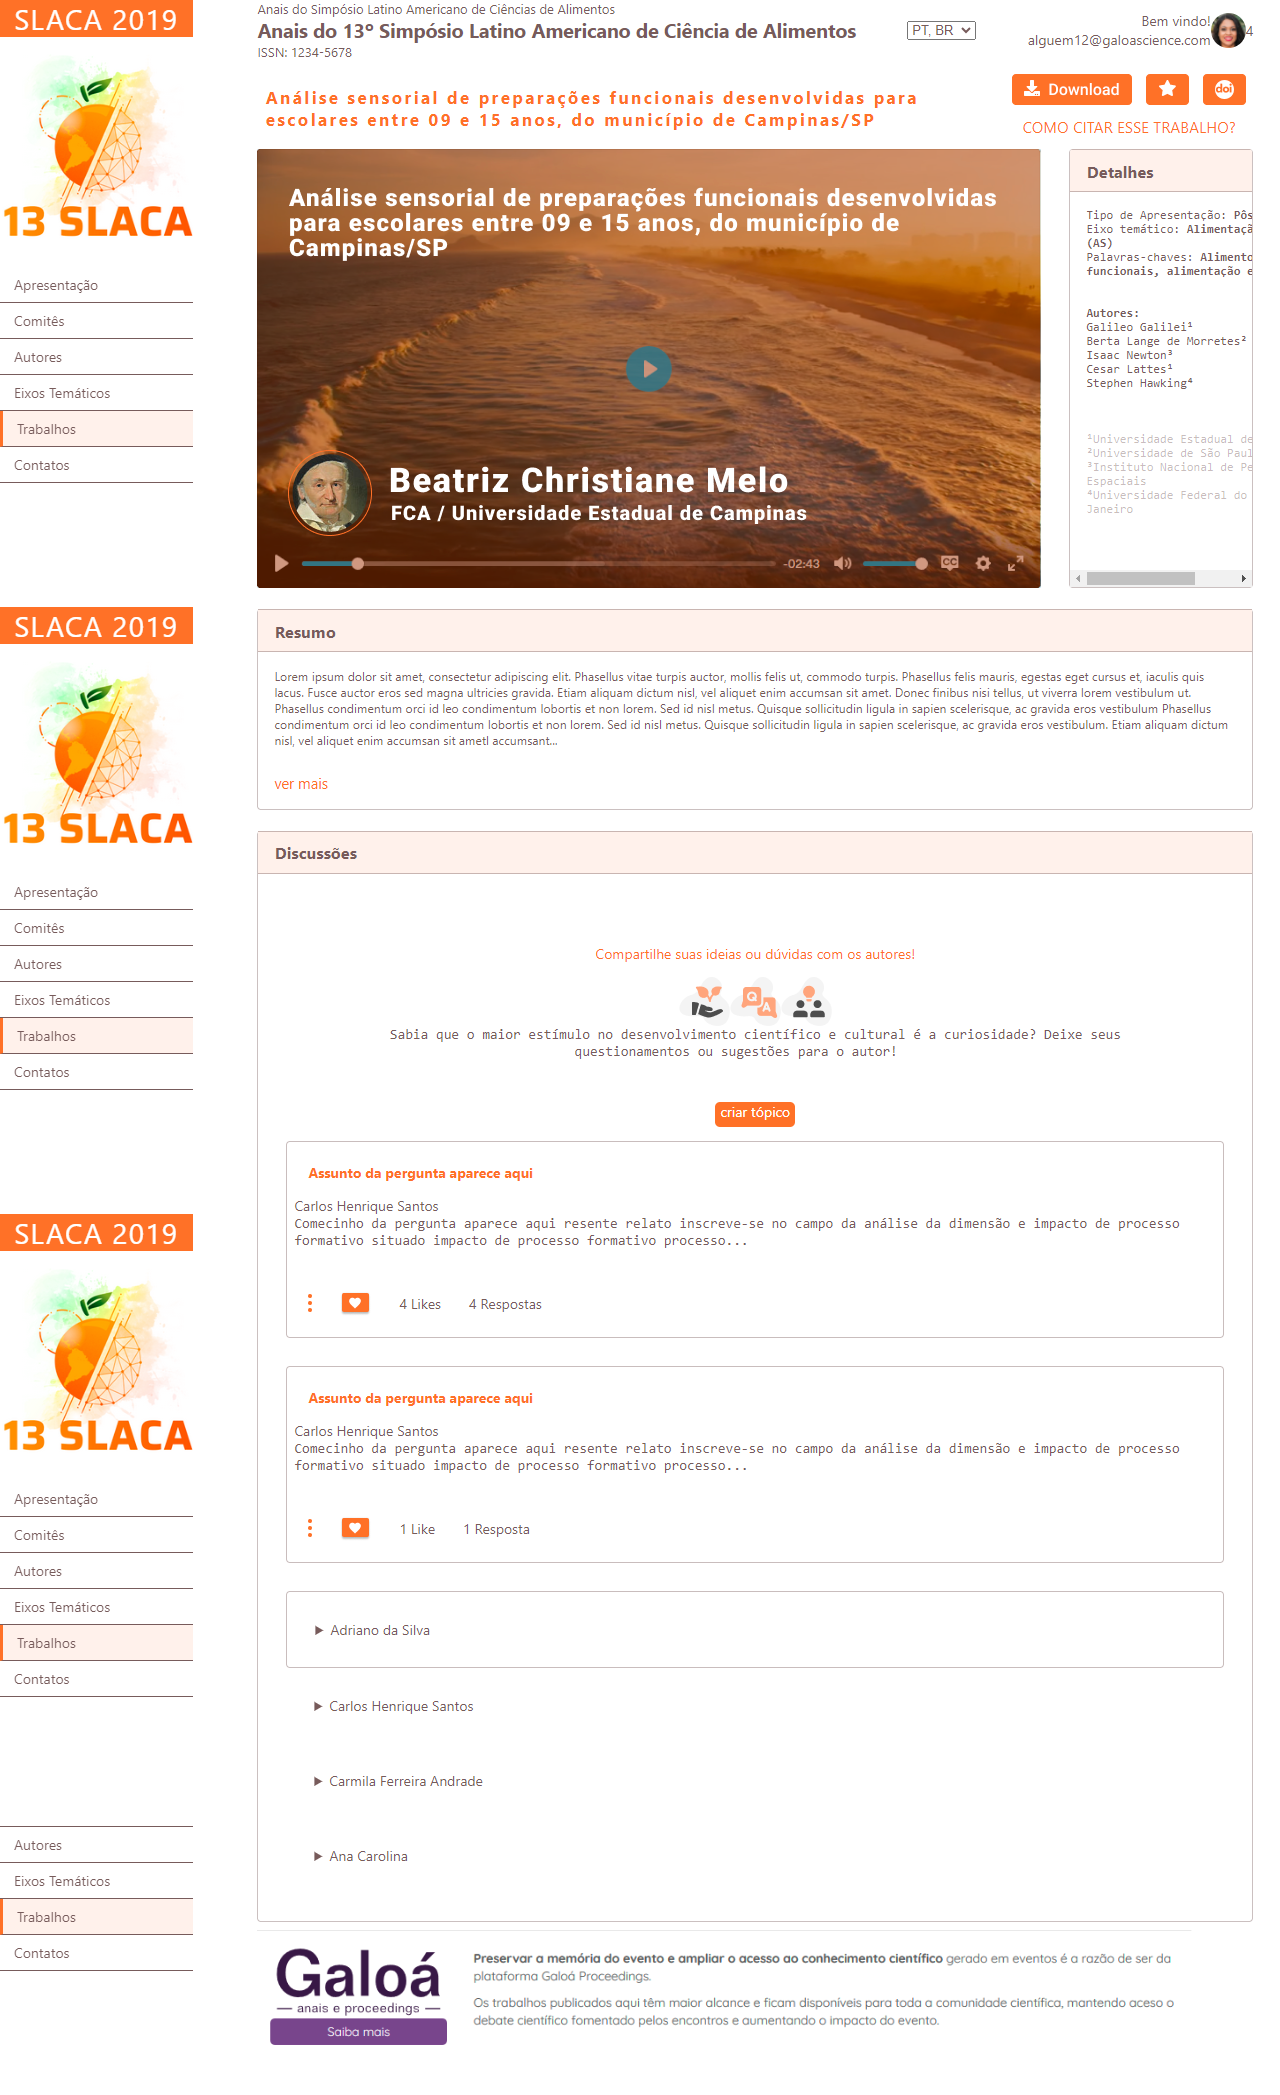 SLACA 2019
13 SLACA
Apresentação
Comitês
Autores
Eixos Temáticos
Trabalhos
Contatos
SLACA 2019
13 SLACA
Apresentação
Comitês
Autores
Eixos Temáticos
Trabalhos
Contatos
SLACA 2019
13 SLACA
Apresentação
Comitês
Autores
Eixos Temáticos
Trabalhos
Contatos
Autores
Eixos Temáticos
Trabalhos
Contatos
Anais do Simpósio Latino Americano de Ciências de Alimentos
Anais do 13º Simpósio Latino Americano de Ciência de Alimentos
ISSN: 1234-5678
PT, BR
Bem vindo!
alguem12@galoascience.com
4
Análise sensorial de preparações funcionais desenvolvidas para
escolares entre 09 e 15 anos, do município de Campinas/SP
Download
doi
COMO CITAR ESSE TRABALHO?
Análise sensorial de preparações funcionais desenvolvidas
para escolares entre 09 e 15 anos, do município de
Campinas/SP
Beatriz Christiane Melo
FCA / Universidade Estadual de Campinas
-02:43
CC
Detalhes
Tipo de Apresentação: Pôs
Eixo temático: Alimentaçã
(AS)
Palavras-chaves: Alimento
funcionais, alimentação e
Autores:
Galileo Galilei¹
Berta Lange de Morretes²
Isaac Newton³
Cesar Lattes¹
Stephen Hawking⁴
¹Universidade Estadual de
²Universidade de São Paul
³Instituto Nacional de Pe
Espaciais
⁴Universidade Federal do
Janeiro
Resumo
Lorem ipsum dolor sit amet, consectetur adipiscing elit. Phasellus vitae turpis auctor, mollis felis ut, commodo turpis. Phasellus felis mauris, egestas eget cursus et, iaculis quis
lacus. Fusce auctor eros sed magna ultricies gravida. Etiam aliquam dictum nisl, vel aliquet enim accumsan sit amet. Donec finibus nisi tellus, ut viverra lorem vestibulum ut.
Phasellus condimentum orci id leo condimentum lobortis et non lorem. Sed id nisl metus. Quisque sollicitudin ligula in sapien scelerisque, ac gravida eros vestibulum Phasellus
condimentum orci id leo condimentum lobortis et non lorem. Sed id nisl metus. Quisque sollicitudin ligula in sapien scelerisque, ac gravida eros vestibulum. Etiam aliquam dictum
nisl, vel aliquet enim accumsan sit ametl accumsant...
ver mais
Discussões
Compartilhe suas ideias ou dúvidas com os autores!
Q
A
Sabia que o maior estímulo no desenvolvimento científico e cultural é a curiosidade? Deixe seus
questionamentos ou sugestões para o autor!
criar tópico
Assunto da pergunta aparece aqui
Carlos Henrique Santos
Comecinho da pergunta aparece aqui resente relato inscreve-se no campo da análise da dimensão e impacto de processo
formativo situado impacto de processo formativo processo...
4 Likes 4 Respostas
Assunto da pergunta aparece aqui
Carlos Henrique Santos
Comecinho da pergunta aparece aqui resente relato inscreve-se no campo da análise da dimensão e impacto de processo
formativo situado impacto de processo formativo processo...
1 Like 1 Resposta
Adriano da Silva
Carlos Henrique Santos
Carmila Ferreira Andrade
Ana Carolina
Galoá
anais e proceedings
Saiba mais
Preservar a memória do evento e ampliar o acesso ao conhecimento científico gerado em eventos é a razão de ser da
plataforma Galoá Proceedings.
Os trabalhos publicados aqui têm maior alcance e ficam disponíveis para toda a comunidade científica, mantendo aceso o
debate científico fomentado pelos encontros e aumentando o impacto do evento.